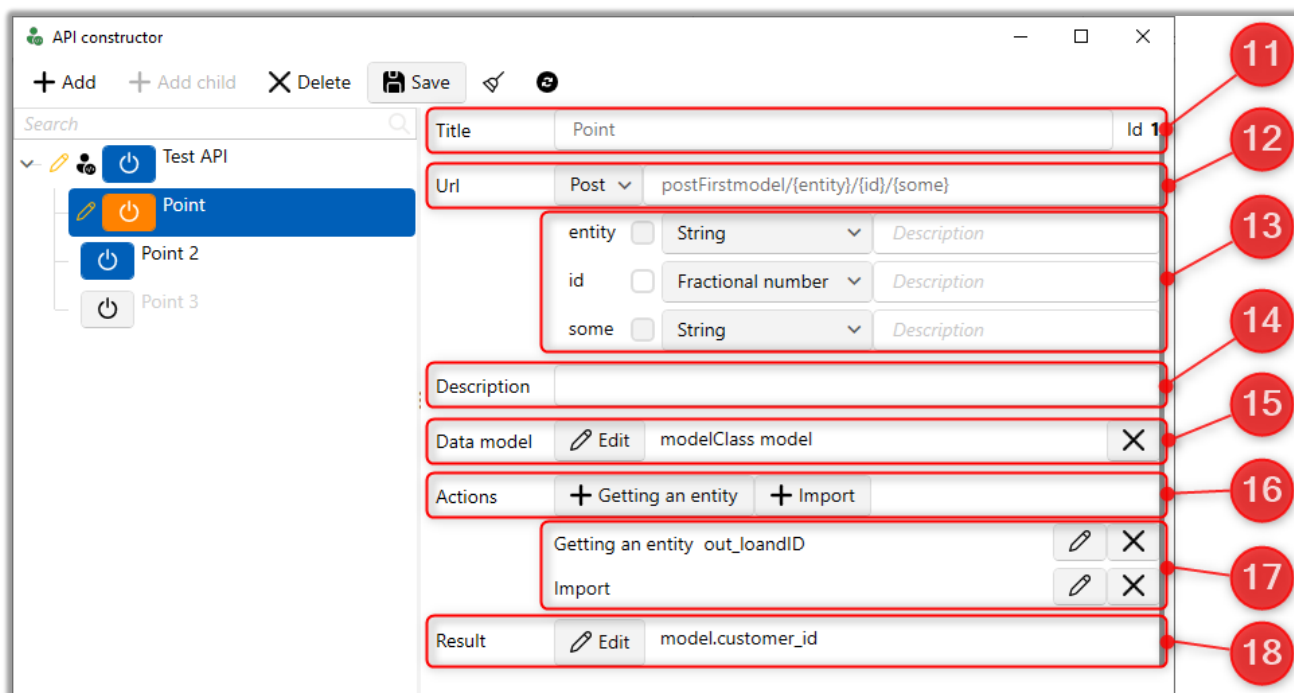 API constructor
Add Add child Delete Save
Search
Test API
Point
Point 2
Point 3
Title Point Id 1
Url Post postFirstmodel/{entity}/{id}/{some}
entity String Description
id Fractional number Description
some String Description
Description
Data model Edit modelClass model
Actions Getting an entity Import
Getting an entity out_loandID
Import
Result Edit model.customer_id
11
12
13
14
15
16
17
18